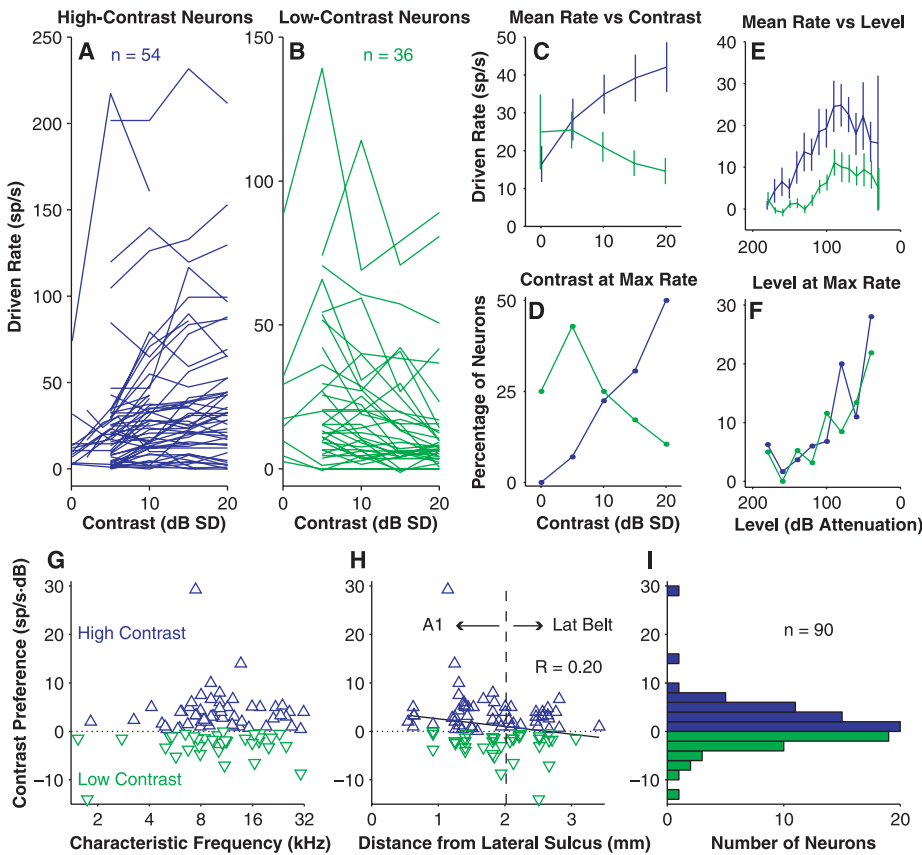 High-Contrast Neurons
Low-Contrast Neurons
Mean Rate vs Contrast
Mean Rate vs Level
A
n = 54
Driven Rate (sp/s)
250
200
150
100
50
0
0
10
20
Contrast (dB SD)
B
n = 36
150
100
50
0
0
10
20
Contrast (dB SD)
C
Driven Rate (sp/s)
50
40
30
20
10
0
0
10
20
E
40
30
20
10
0
200
100
0
Contrast at Max Rate
D
Percentage of Neurons
50
25
0
0
10
20
Contrast (dB SD)
Level at Max Rate
F
30
20
10
0
200
100
0
Level (dB Attenuation)
G
Contrast Preference (sp/s·dB)
30
20
10
0
−10
High Contrast
Low Contrast
2
4
8
16
32
Characteristic Frequency (kHz)
H
A1
Lat Belt
R = 0.20
0
1
2
3
Distance from Lateral Sulcus (mm)
I
n = 90
30
20
10
0
−10
0
10
20
Number of Neurons